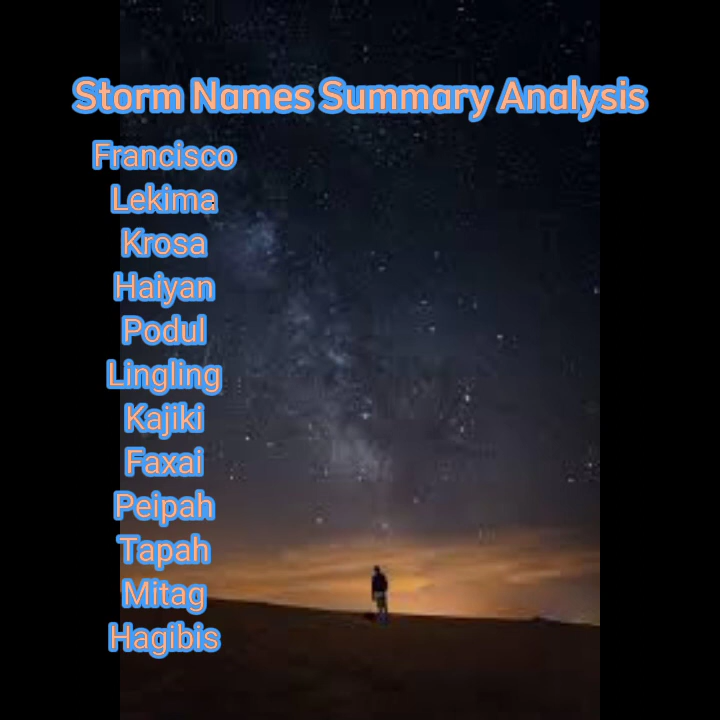 Storm Names Summary Analysis
Francisco
Lekima
Krosa
Haiyan
Podul
Lingling
Kajiki
Faxai
Peipah
Tapah
Mitag
Hagibis